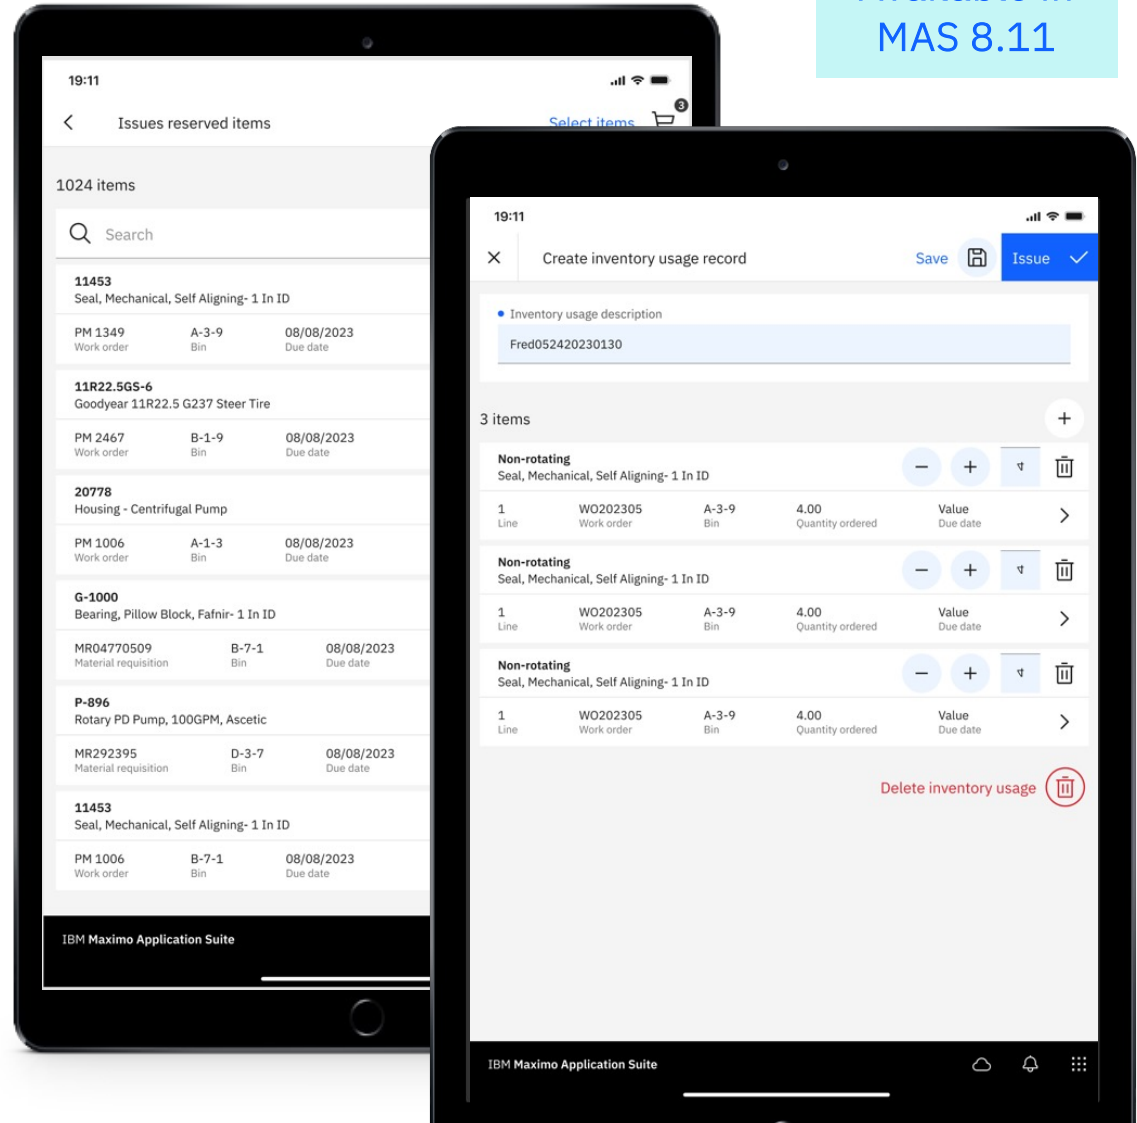 MAS 8.11
19:11
Issues reserved items
Select items
3
1024 items
Search
11453
Seal, Mechanical, Self Aligning- 1 In ID
PM 1349 A-3-9 08/08/2023
Work order Bin Due date
11R22.5GS-6
Goodyear 11R22.5 G237 Steer Tire
PM 2467 B-1-9 08/08/2023
Work order Bin Due date
20778
Housing - Centrifugal Pump
PM 1006 A-1-3 08/08/2023
Work order Bin Due date
G-1000
Bearing, Pillow Block, Fafnir- 1 In ID
MR04770509 B-7-1 08/08/2023
Material requisition Bin Due date
P-896
Rotary PD Pump, 100GPM, Ascetic
MR292395 D-3-7 08/08/2023
Material requisition Bin Due date
11453
Seal, Mechanical, Self Aligning- 1 In ID
PM 1006 B-7-1 08/08/2023
Work order Bin Due date
IBM Maximo Application Suite
19:11
Create inventory usage record Save Issue
Inventory usage description
Fred052420230130
3 items
Non-rotating
Seal, Mechanical, Self Aligning- 1 In ID
1 WO202305 A-3-9 4.00 Value
Line Work order Bin Quantity ordered Due date
Non-rotating
Seal, Mechanical, Self Aligning- 1 In ID
1 WO202305 A-3-9 4.00 Value
Line Work order Bin Quantity ordered Due date
Non-rotating
Seal, Mechanical, Self Aligning- 1 In ID
1 WO202305 A-3-9 4.00 Value
Line Work order Bin Quantity ordered Due date
Delete inventory usage
IBM Maximo Application Suite